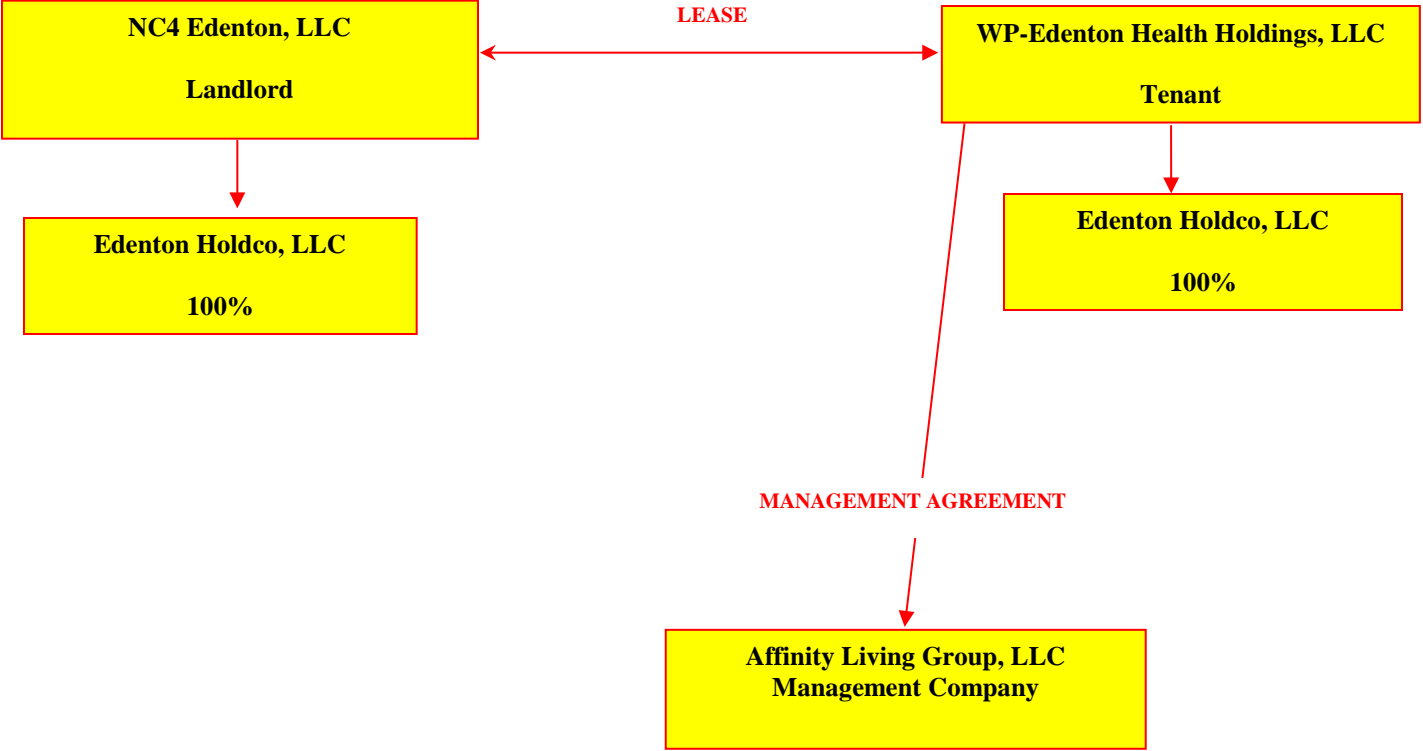 NC4 Edenton, LLC
Landlord
LEASE
WP-Edenton Health Holdings, LLC
Tenant
Edenton Holdco, LLC
100%
Edenton Holdco, LLC
100%
MANAGEMENT AGREEMENT
Affinity Living Group, LLC
Management Company